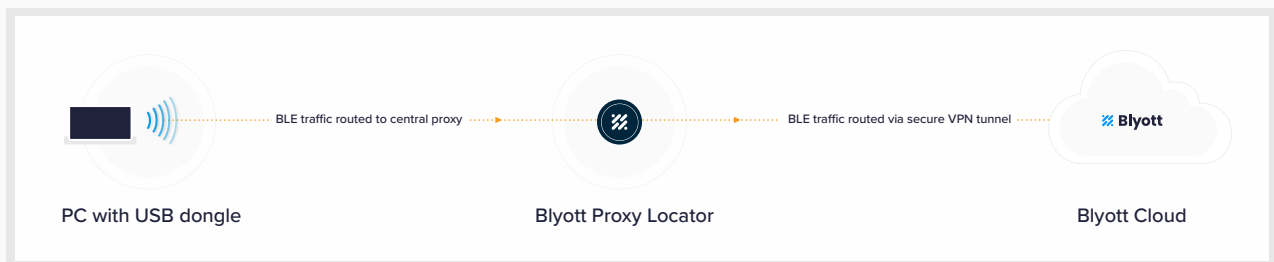 BLE traffic routed to central proxy
BLE traffic routed via secure VPN tunnel
Blyott
PC with USB dongle
Blyott Proxy Locator
Blyott Cloud